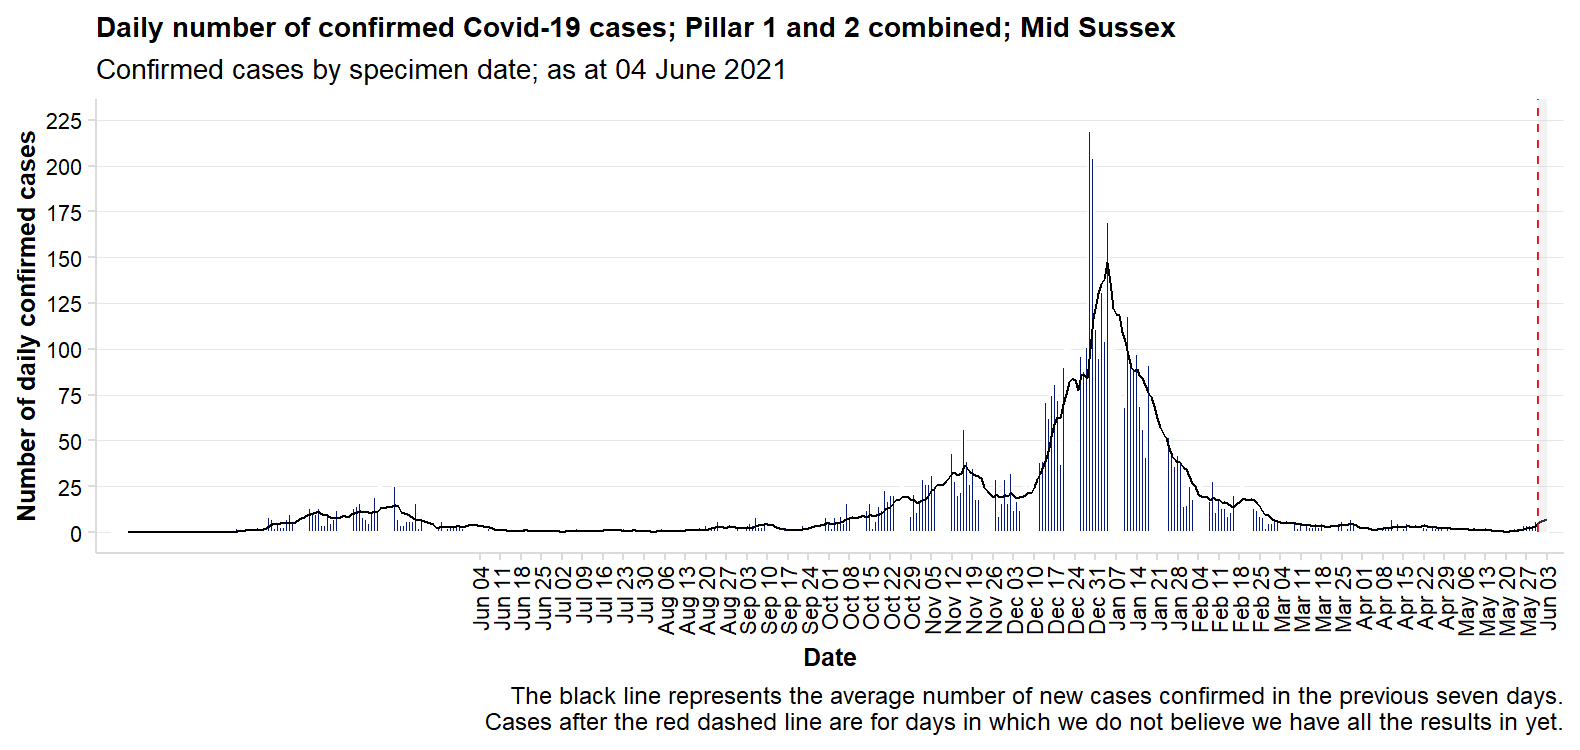 Daily number of confirmed Covid-19 cases; Pillar 1 and 2 combined; Mid Sussex
Confirmed cases by specimen date; as at 04 June 2021
Number of daily confirmed cases
225
200
175
150
125
100
75
50
25
0
Jun 04
Jun 11
Jun 18
Jun 25
Jul 02
Jul 09
Jul 16
Jul 23
Jul 30
Aug 06
Aug 13
Aug 20
Aug 27
Sep 03
Sep 10
Sep 17
Sep 24
Oct 01
Oct 08
Oct 15
Oct 22
Oct 29
Nov 05
Nov 12
Nov 19
Nov 26
Dec 03
Dec 10
Dec 17
Dec 24
Dec 31
Jan 07
Jan 14
Jan 21
Jan 28
Feb 04
Feb 11
Feb 18
Feb 25
Mar 04
Mar 11
Mar 18
Mar 25
Apr 01
Apr 08
Apr 15
Apr 22
Apr 29
May 06
May 13
May 20
May 27
Jun 03
Date
The black line represents the average number of new cases confirmed in the previous seven days.
Cases after the red dashed line are for days in which we do not believe we have all the results in yet.